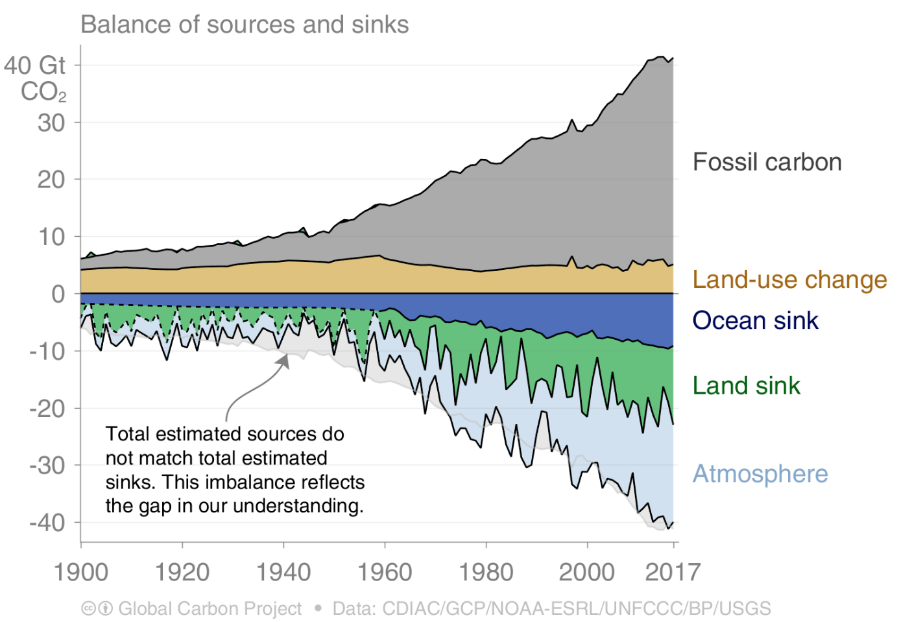 Balance of sources and sinks
40 Gt
CO₂
30
20
10
0
-10
-20
-30
-40
Fossil carbon
Land-use change
Ocean sink
Land sink
Atmosphere
Total estimated sources do
not match total estimated
sinks. This imbalance reflects
the gap in our understanding.
1900 1920 1940 1960 1980 2000 2017
Global Carbon Project • Data: CDIAC/GCP/NOAA-ESRL/UNFCCC/BP/USGS